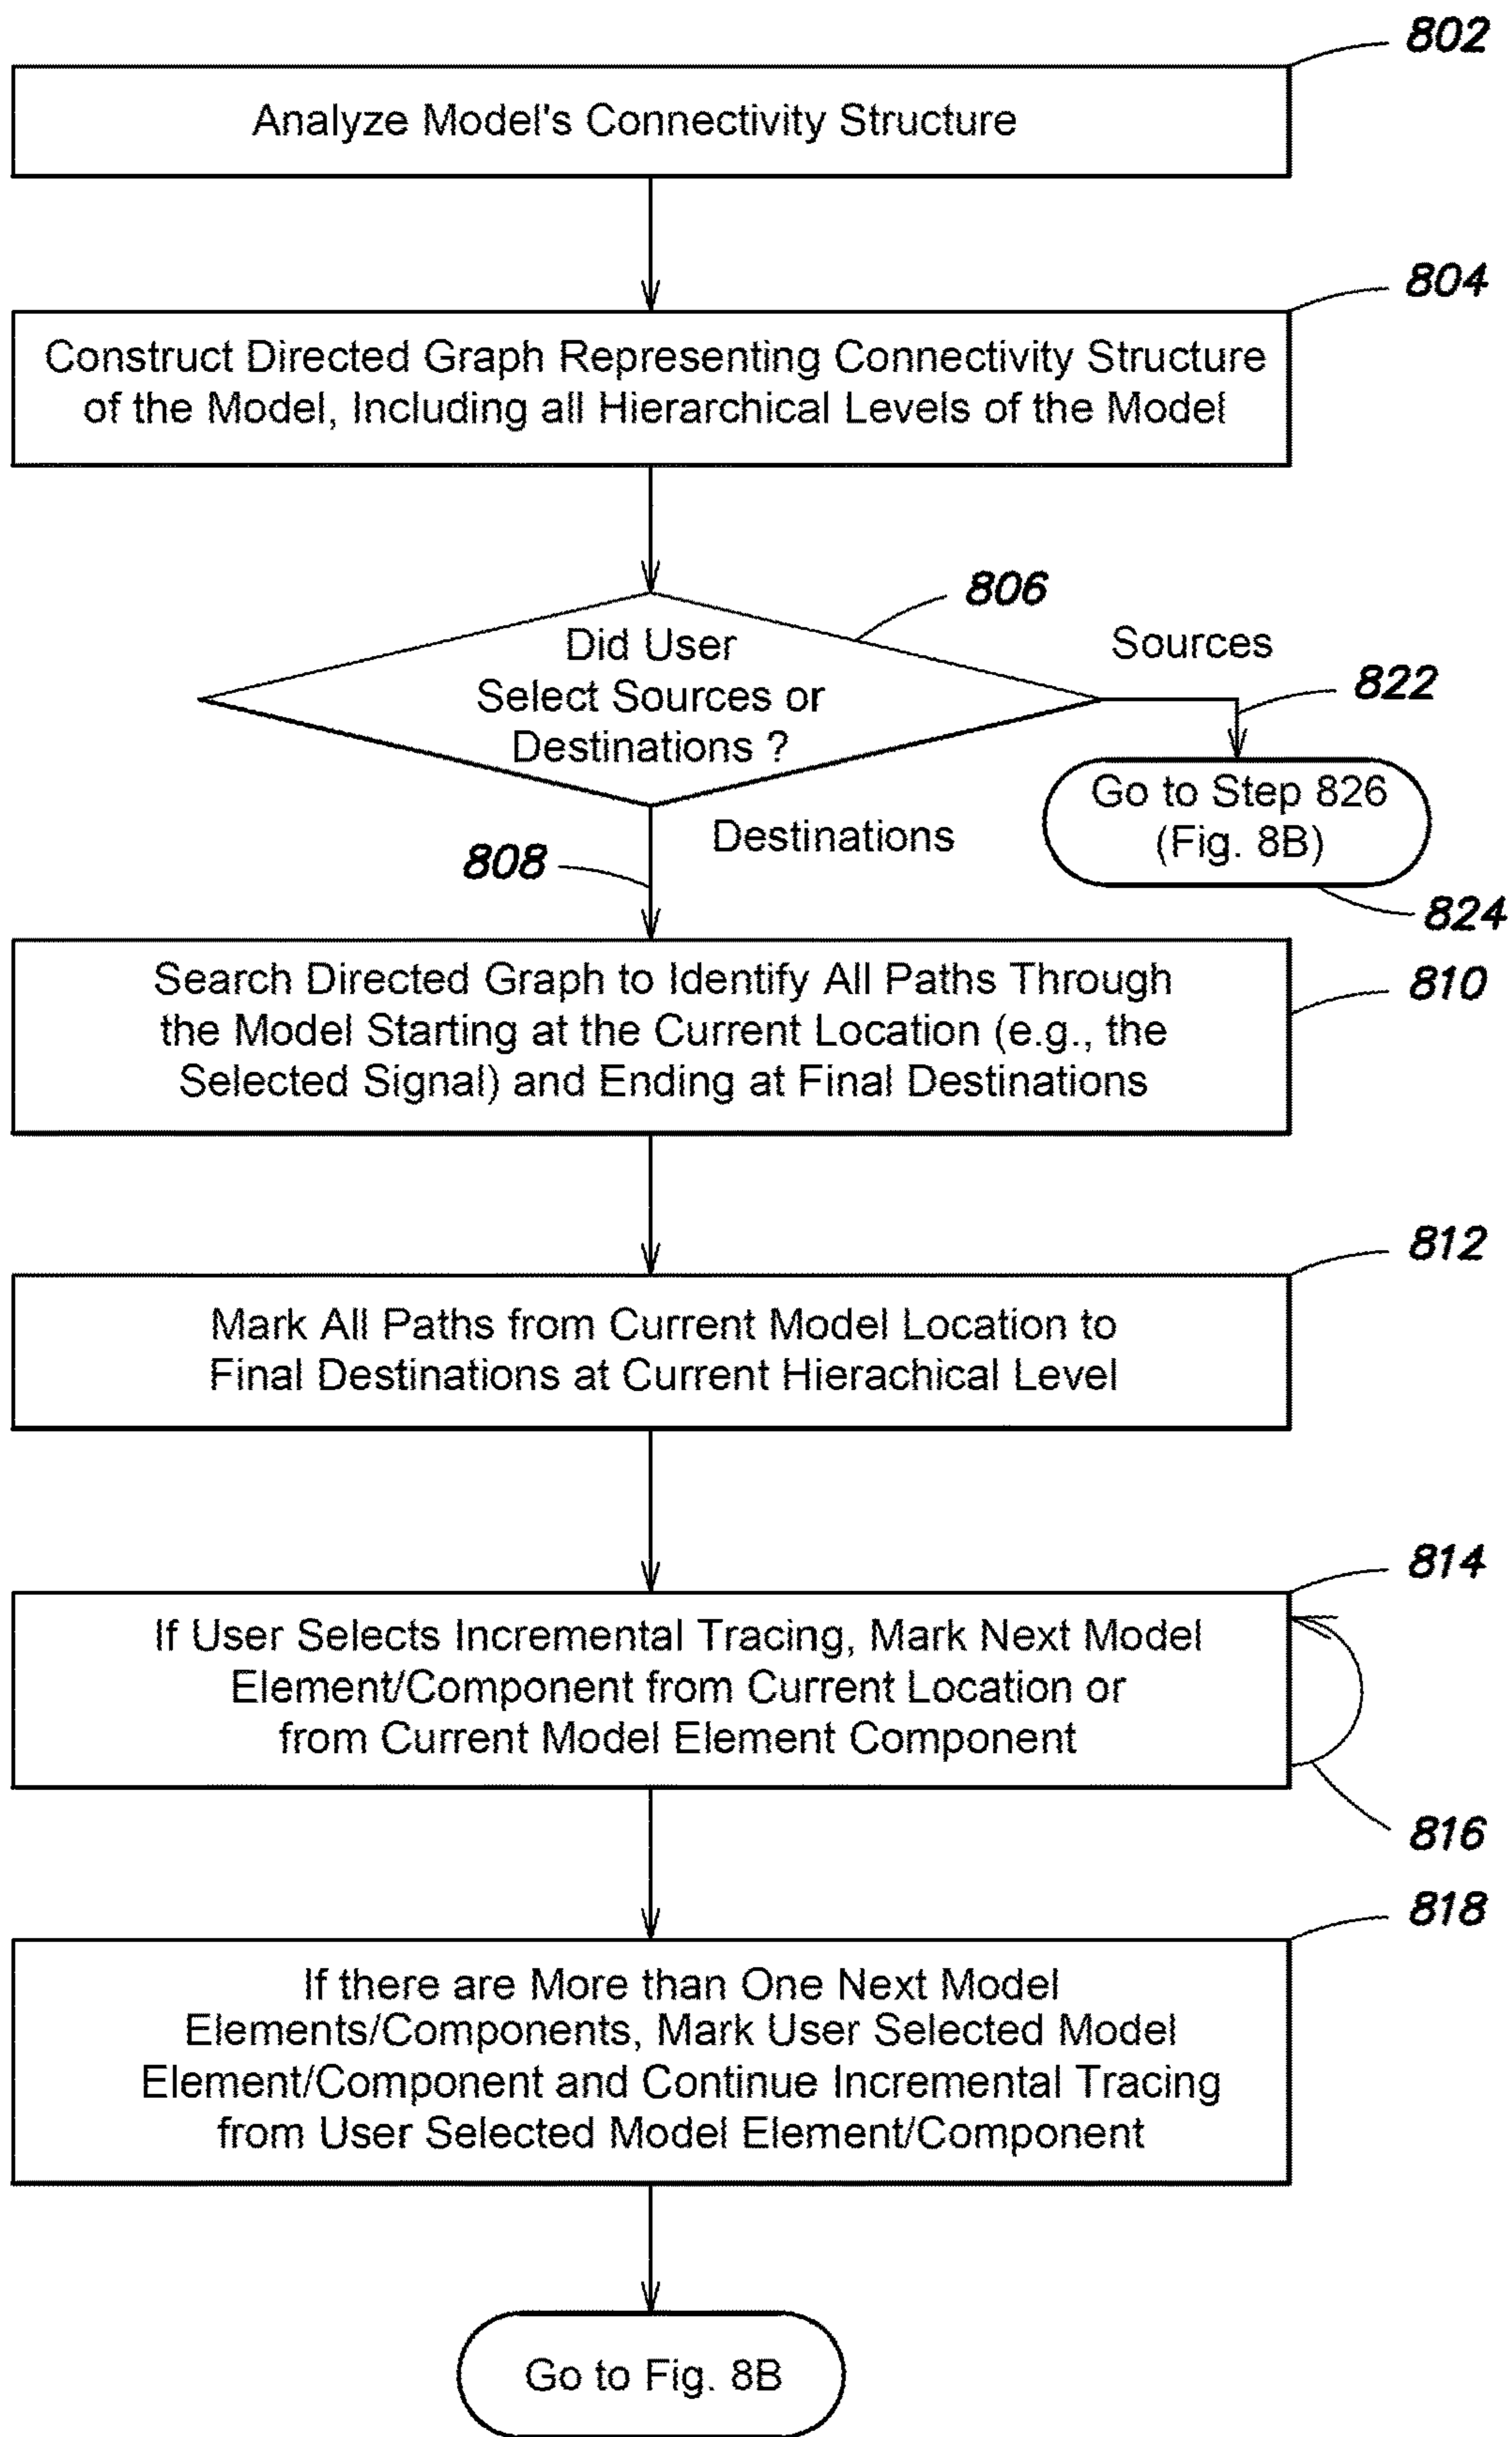 802
Analyze Model's Connectivity Structure
804
Construct Directed Graph Representing Connectivity Structure
of the Model, Including all Hierarchical Levels of the Model
806
Did User
Select Sources or
Destinations ?
Sources
822
Go to Step 826
(Fig. 8B)
824
Destinations
808
810
Search Directed Graph to Identify All Paths Through
the Model Starting at the Current Location (e.g., the
Selected Signal) and Ending at Final Destinations
812
Mark All Paths from Current Model Location to
Final Destinations at Current Hierachical Level
814
If User Selects Incremental Tracing, Mark Next Model
Element/Component from Current Location or
from Current Model Element Component
816
818
If there are More than One Next Model
Elements/Components, Mark User Selected Model
Element/Component and Continue Incremental Tracing
from User Selected Model Element/Component
Go to Fig. 8B